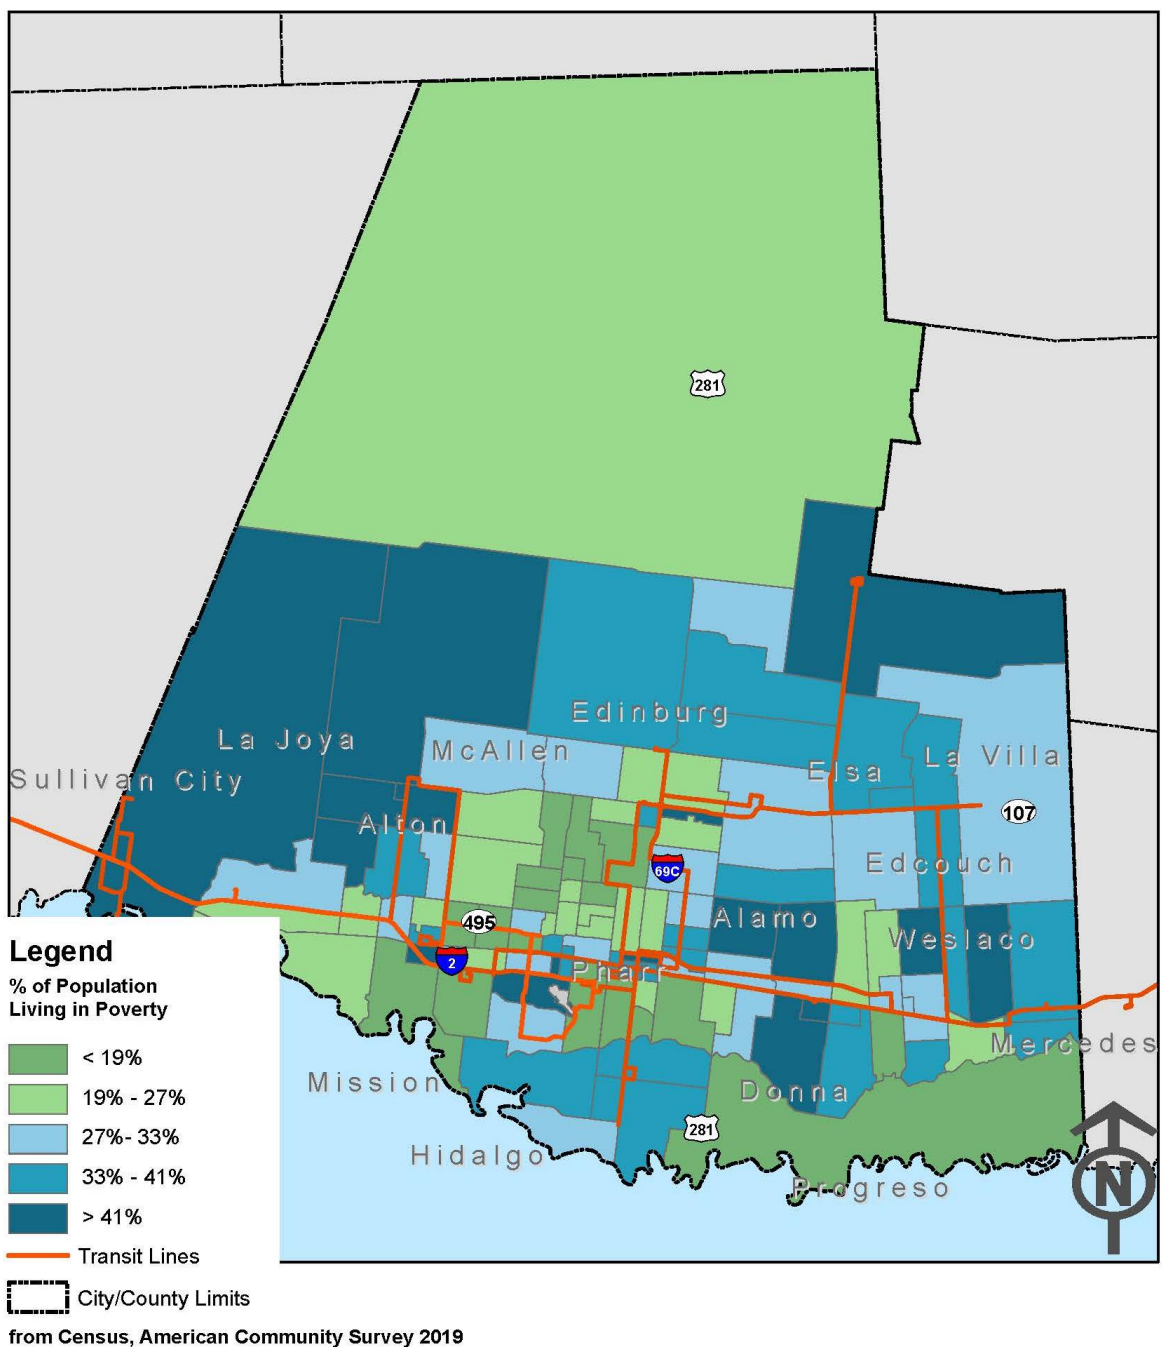 281
Edinburg
La Joya
McAllen
Sullivan City
Elsa
La Villa
107
Alton
69C
Edcouch
495
Alamo
Weslaco
2
Pharr
Mercedes
Mission
Donna
281
Hidalgo
Progreso
N
Legend
% of Population
Living in Poverty
< 19%
19% - 27%
27%- 33%
33% - 41%
> 41%
Transit Lines
City/County Limits
from Census, American Community Survey 2019